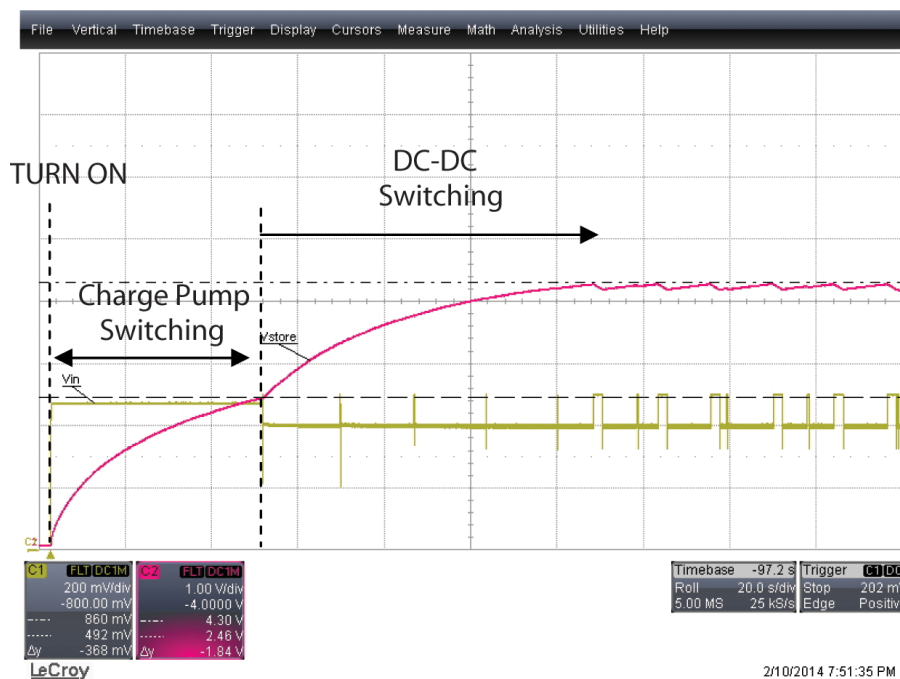 File Vertical Timebase Trigger Display Cursors Measure Math Analysis Utilities Help
TURN ON
DC-DC
Switching
Charge Pump
Switching
Vstore
Vin
C2
C1 FLT DC1M
200 mV/div
-800.00 mV
860 mV
492 mV
Δy -368 mV
C2 FLT DC1M
1.00 V/div
-4.0000 V
4.30 V
2.46 V
Δy -1.84 V
Timebase -97.2 s
Roll 20.0 s/div
5.00 MS 25 kS/s
Trigger C1 DC
Stop 202 m
Edge Positiv
LeCroy
2/10/2014 7:51:35 PM